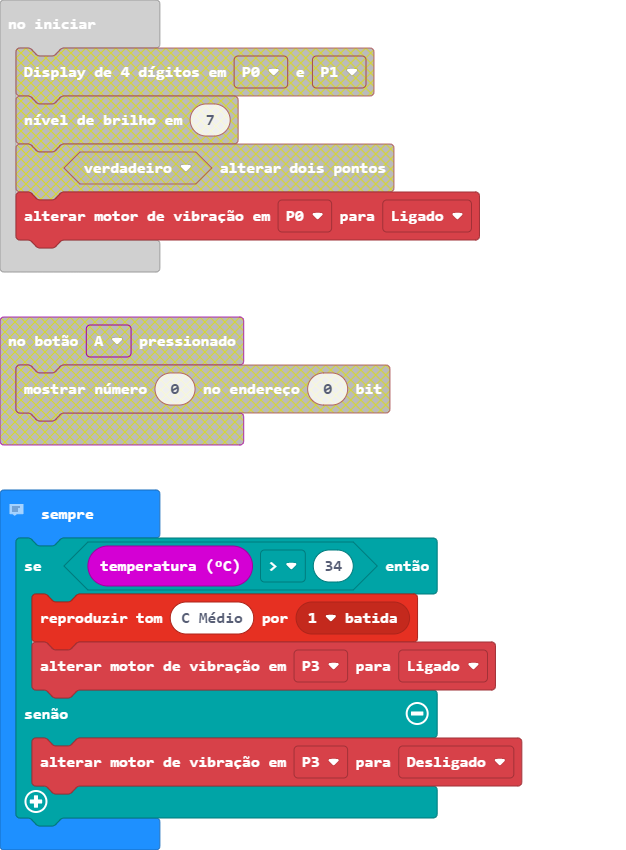 no iniciar
Display de 4 dígitos em P0 e P1
nível de brilho em 7
verdadeiro alterar dois pontos
alterar motor de vibração em P0 para Ligado
no botão A pressionado
mostrar número 0 no endereço 0 bit
sempre
se temperatura (ºC) > 34 então
reproduzir tom C Médio por 1 batida
alterar motor de vibração em P3 para Ligado
senão
alterar motor de vibração em P3 para Desligado